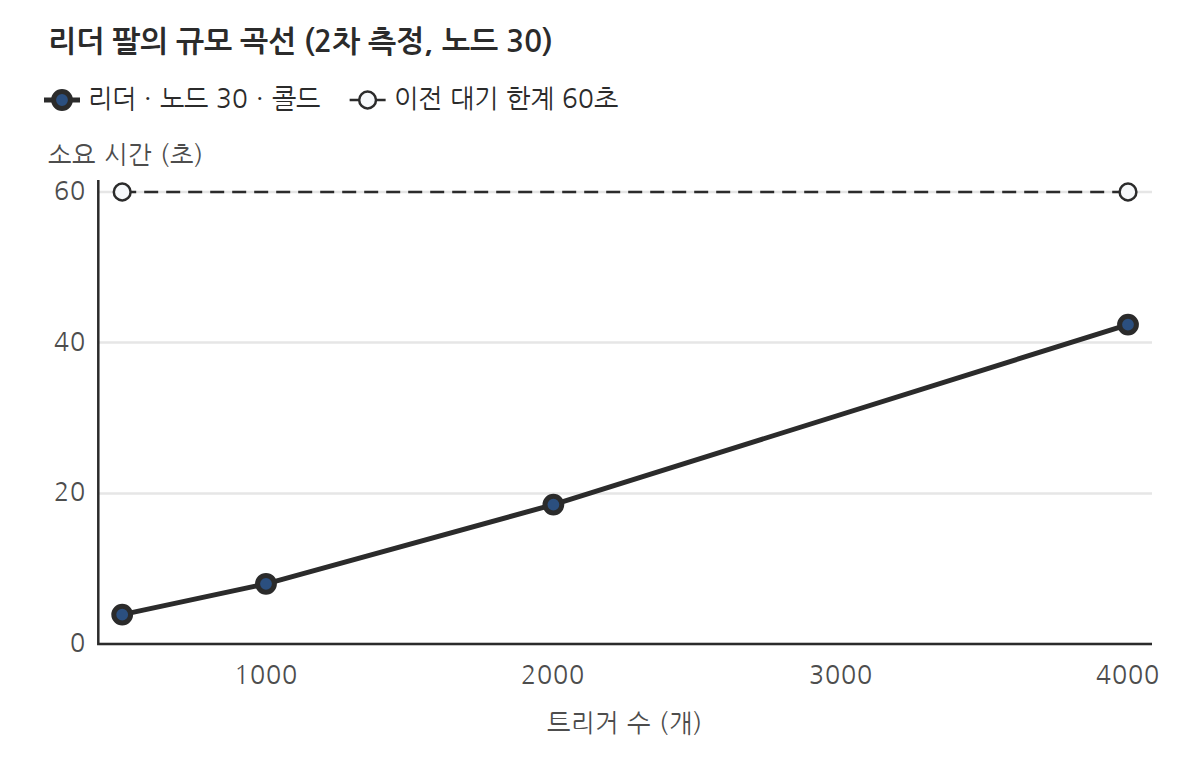 리더 팔의 규모 곡선 (2차 측정, 노드 30)
리더 · 노드 30 · 콜드 이전 대기 한계 60초
소요 시간 (초)
60
40
20
0
1000 2000 3000 4000
트리거 수 (개)